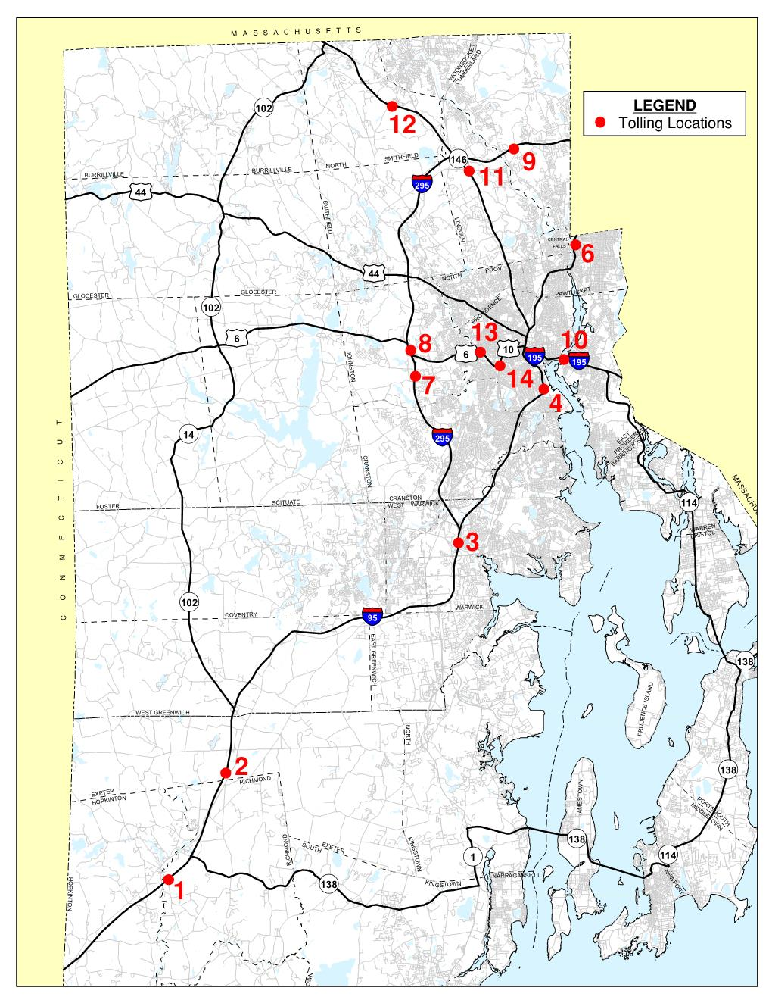 MASSACHUSETTS
WOONSOCKET
CUMBERLAND
102
LEGEND
Tolling Locations
12
9
146
11
BURRILLVILLE
BURRILLVILLE
NORTH
SMITHFIELD
295
44
SMITHFIELD
LINCOLN
CENTRAL
FALLS
6
44
NORTH
PROV.
GLOCESTER
GLOCESTER
PAWTUCKET
PROVIDENCE
102
6
13
10
8
6
10
195
195
JOHNSTON
7
14
4
CONNECTICUT
14
295
EAST
PROVIDENCE
BARRINGTON
CRANSTON
MASSACHU
FOSTER
SCITUATE
CRANSTON
WEST WARWICK
114
WARREN
BRISTOL
3
102
COVENTRY
95
WARWICK
EAST GREENWICH
138
PRUDENCE ISLAND
WEST GREENWICH
NORTH
2
RICHMOND
EXETER
HOPKINTON
138
JAMESTOWN
PORTSMOUTH
MIDDLETOWN
RICHMOND
EXETER
SOUTH
KINGSTOWN
138
1
114
1
HOPKINTON
138
KINGSTOWN
NARRAGANSETT
NEWPORT